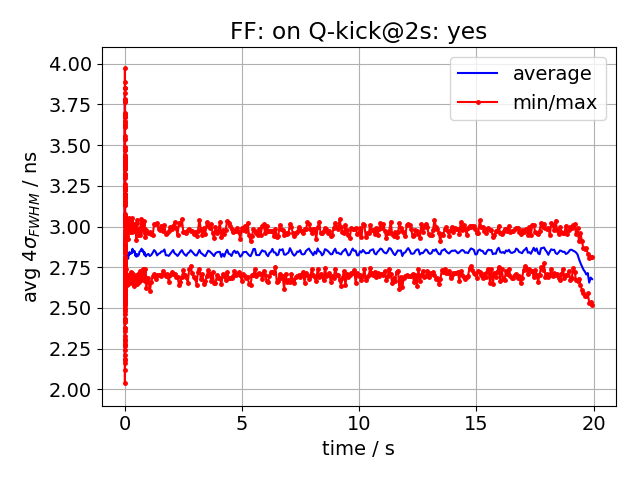 FF: on Q-kick@2s: yes
average
min/max
avg 4σFWHM / ns
4.00
3.75
3.50
3.25
3.00
2.75
2.50
2.25
2.00
0 5 10 15 20
time / s